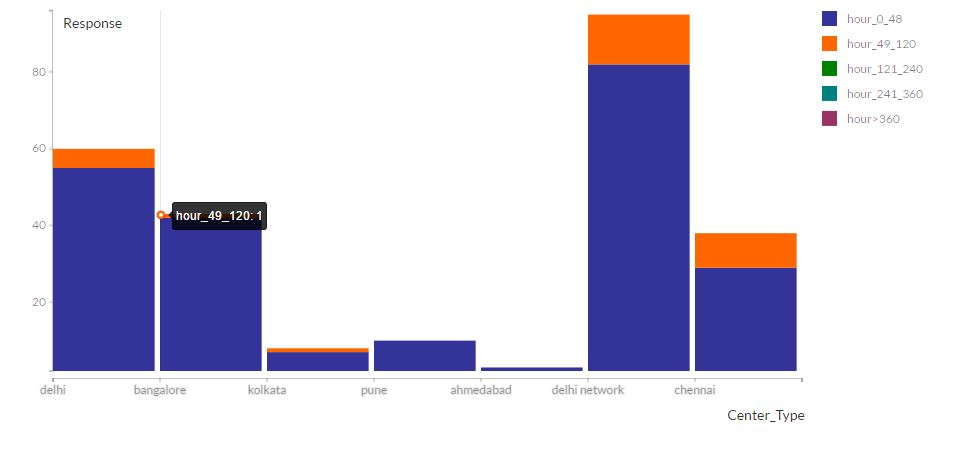 Response
hour_0_48
hour_49_120
hour_121_240
hour_241_360
hour>360
80
60
40
20
hour_49_120: 1
delhi bangalore kolkata pune ahmedabad delhi network chennai
Center_Type